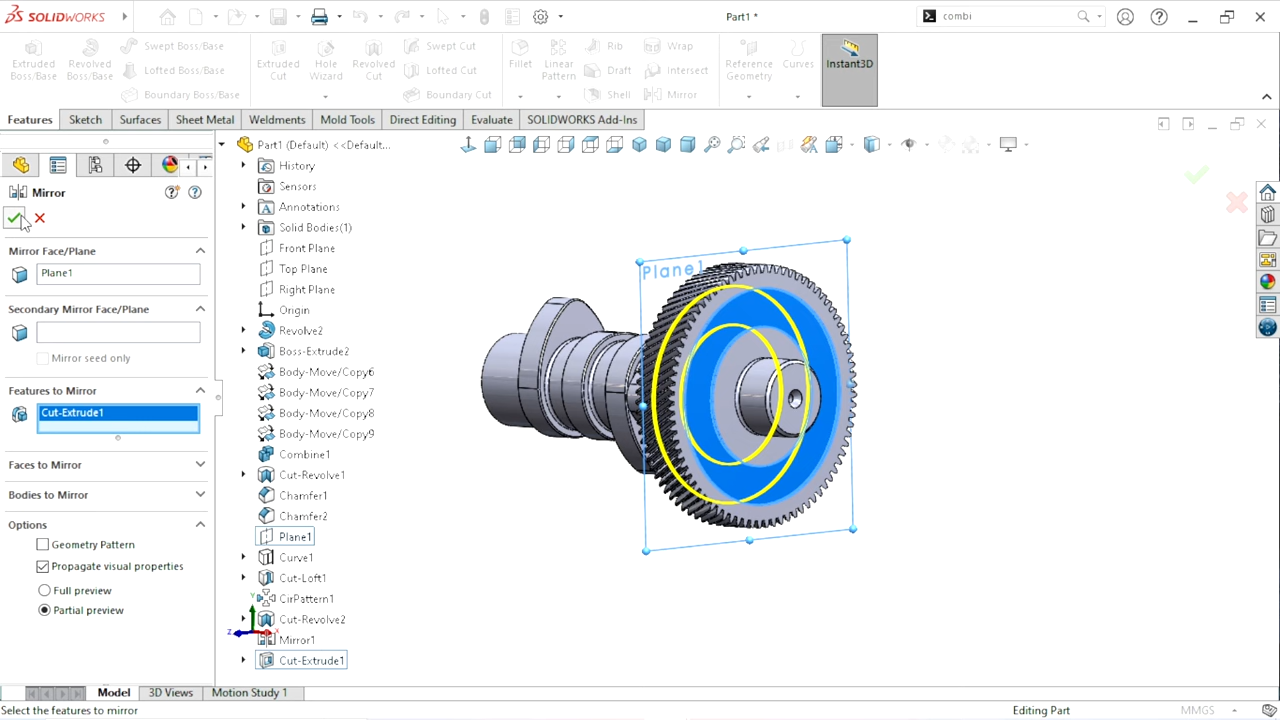 SOLIDWORKS
Part1 *
combi
Extruded Boss/Base
Revolved Boss/Base
Swept Boss/Base
Lofted Boss/Base
Boundary Boss/Base
Extruded Cut
Hole Wizard
Revolved Cut
Swept Cut
Lofted Cut
Boundary Cut
Fillet
Linear Pattern
Rib
Draft
Shell
Wrap
Intersect
Mirror
Reference Geometry
Curves
Instant3D
Features
Sketch
Surfaces
Sheet Metal
Weldments
Mold Tools
Direct Editing
Evaluate
SOLIDWORKS Add-Ins
Mirror
Mirror Face/Plane
Plane1
Secondary Mirror Face/Plane
Mirror seed only
Features to Mirror
Cut-Extrude1
Faces to Mirror
Bodies to Mirror
Options
Geometry Pattern
Propagate visual properties
Full preview
Partial preview
Part1 (Default) <<Default...
History
Sensors
Annotations
Solid Bodies(1)
Front Plane
Top Plane
Right Plane
Origin
Revolve2
Boss-Extrude2
Body-Move/Copy6
Body-Move/Copy7
Body-Move/Copy8
Body-Move/Copy9
Combine1
Cut-Revolve1
Chamfer1
Chamfer2
Plane1
Curve1
Cut-Loft1
CirPattern1
Cut-Revolve2
Mirror1
Cut-Extrude1
Plane1
Y
Z
X
Model
3D Views
Motion Study 1
Select the features to mirror
Editing Part
MMGS